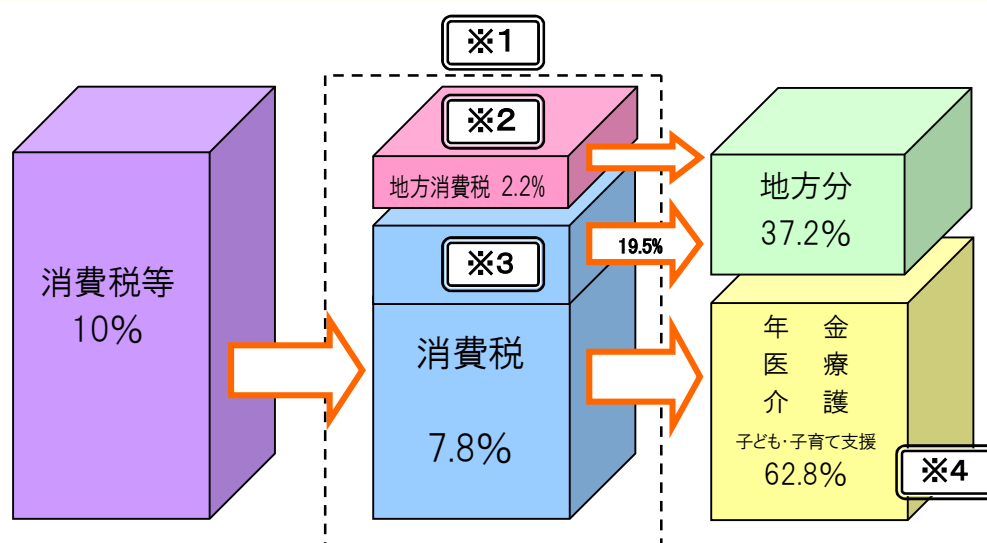 ※1
※2
地方消費税 2.2%
消費税等
10%
※3
消費税
7.8%
19.5%
地方分
37.2%
年 金
医 療
介 護
子ども・子育て支援
62.8%
※4